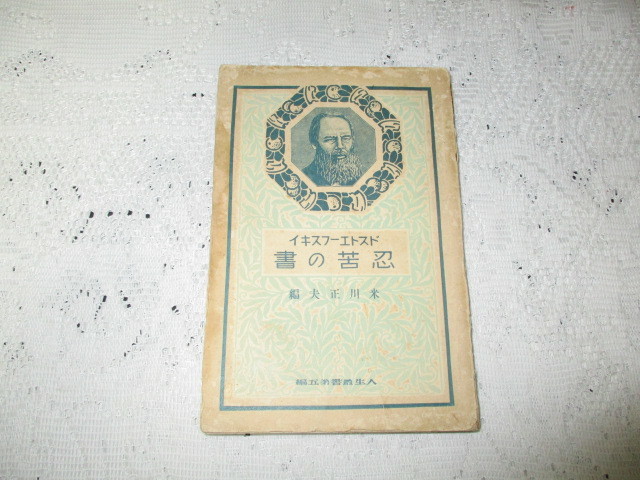 ドストエーフスキイ
忍苦の書
米川正夫編
人生叢書第五編